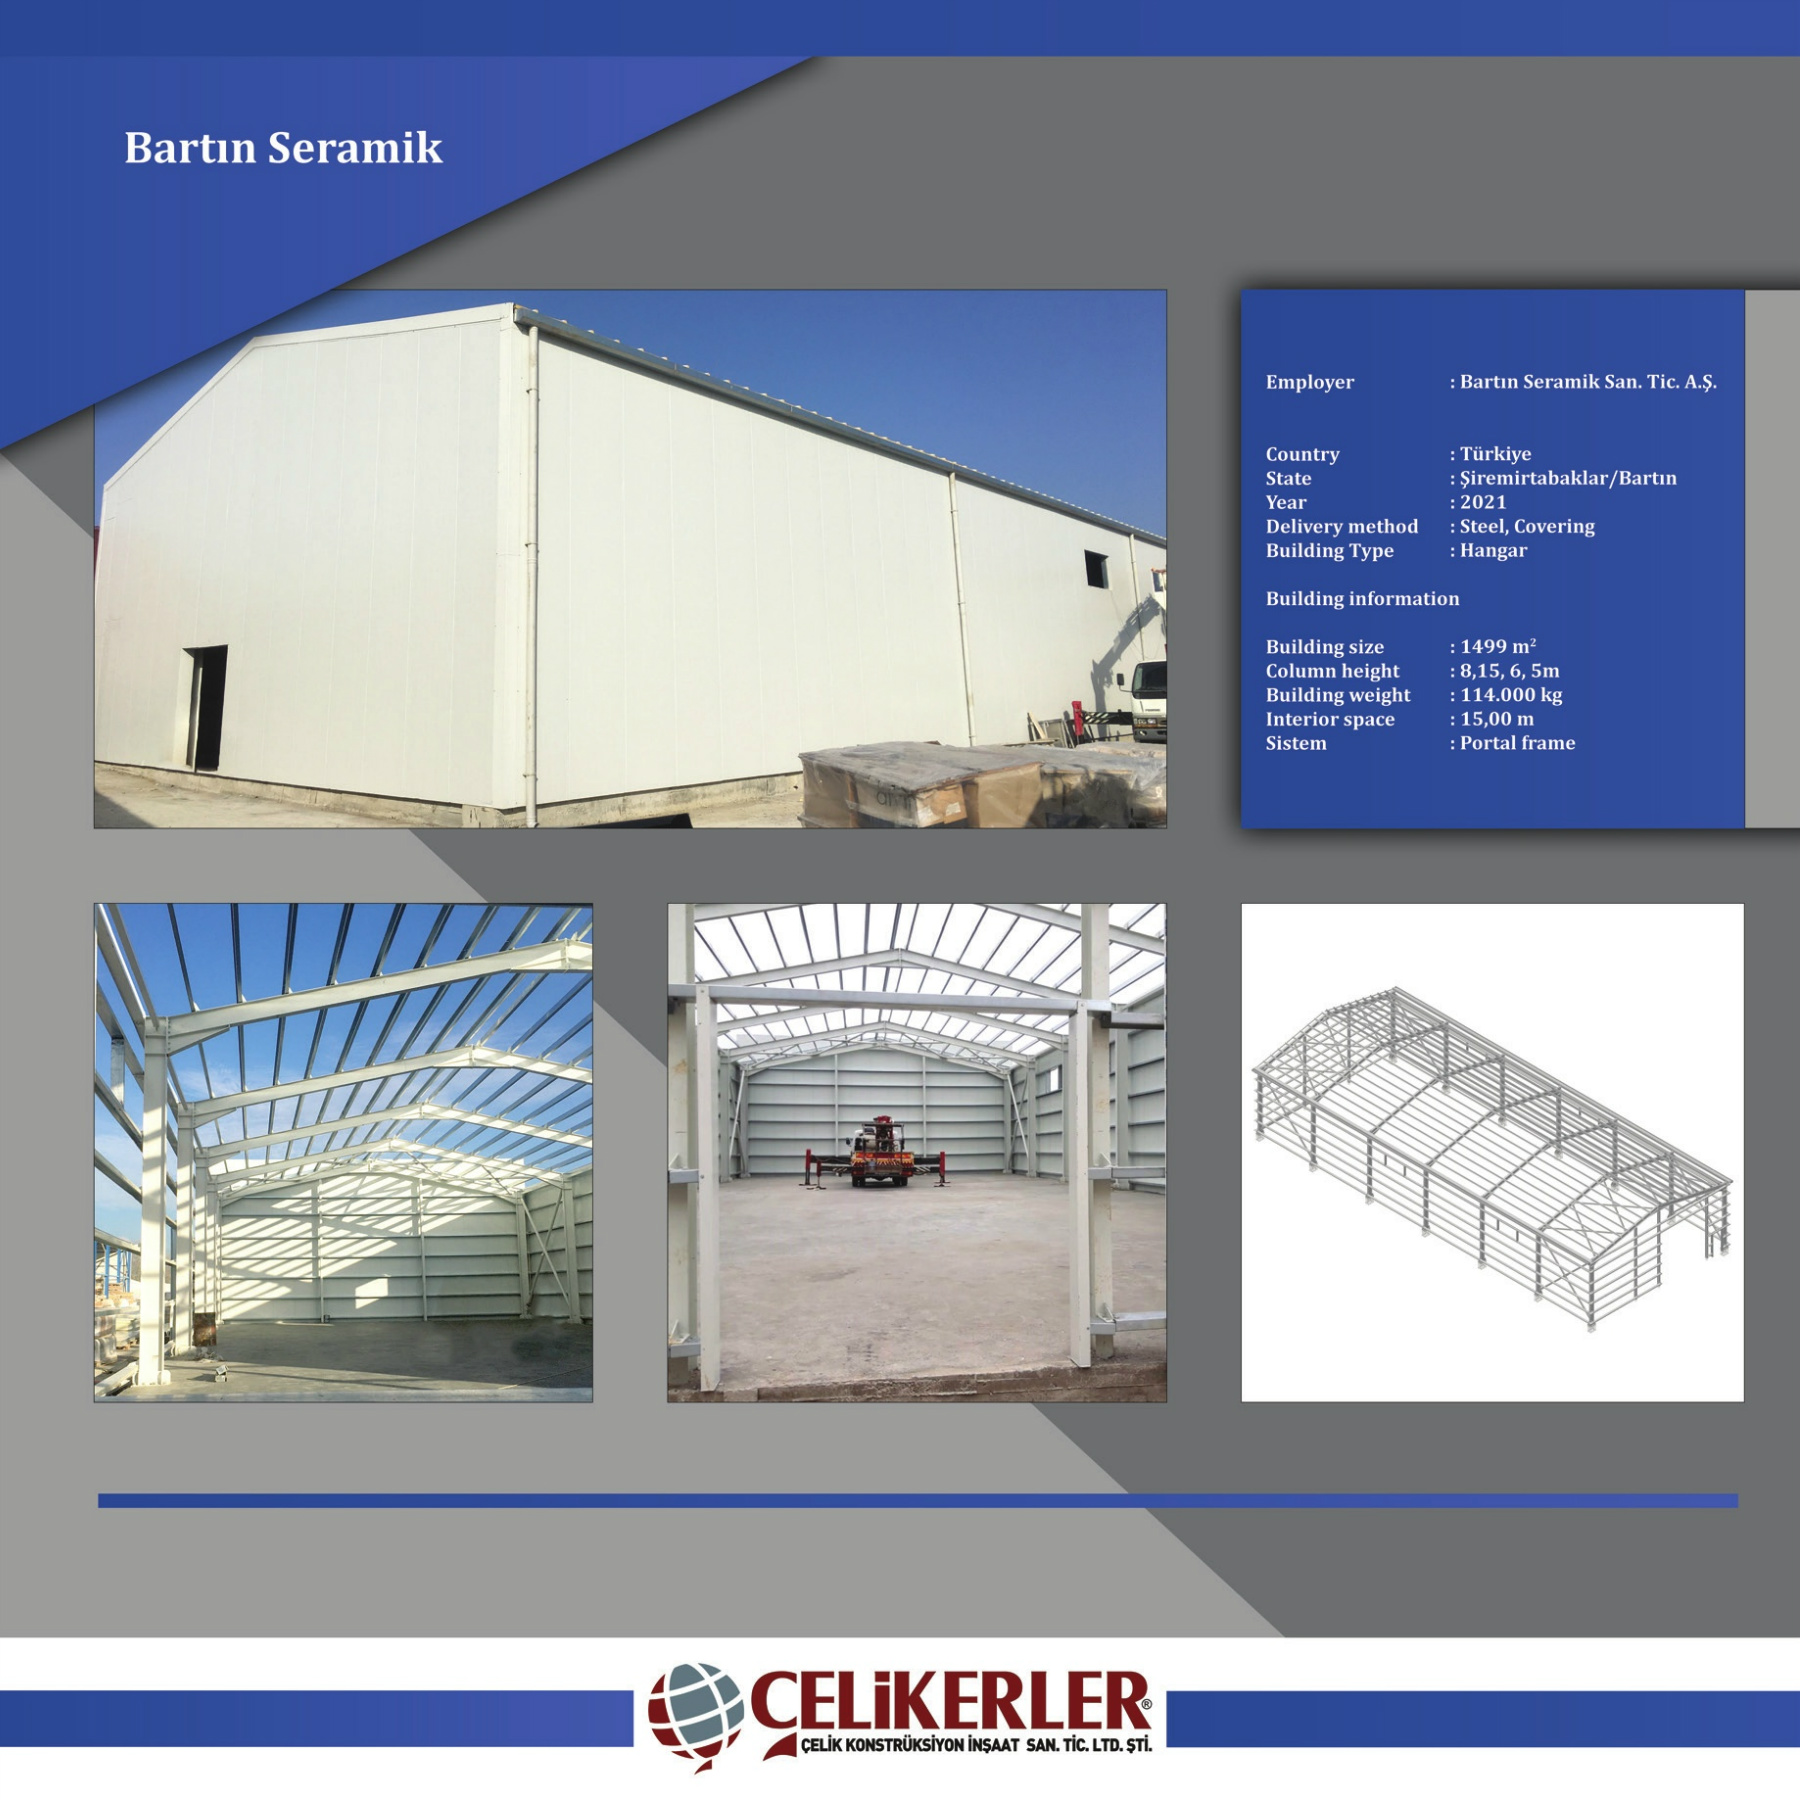 Bartın Seramik
Employer : Bartın Seramik San. Tic. A.Ş.
Country : Türkiye
State : Şiremirtabaklar/Bartın
Year : 2021
Delivery method : Steel, Covering
Building Type : Hangar
Building information
Building size : 1499 m²
Column height : 8,15, 6, 5m
Building weight : 114.000 kg
Interior space : 15,00 m
Sistem : Portal frame
ÇELiKERLER®
ÇELİK KONSTRÜKSİYON İNŞAAT SAN. TİC. LTD. ŞTİ.